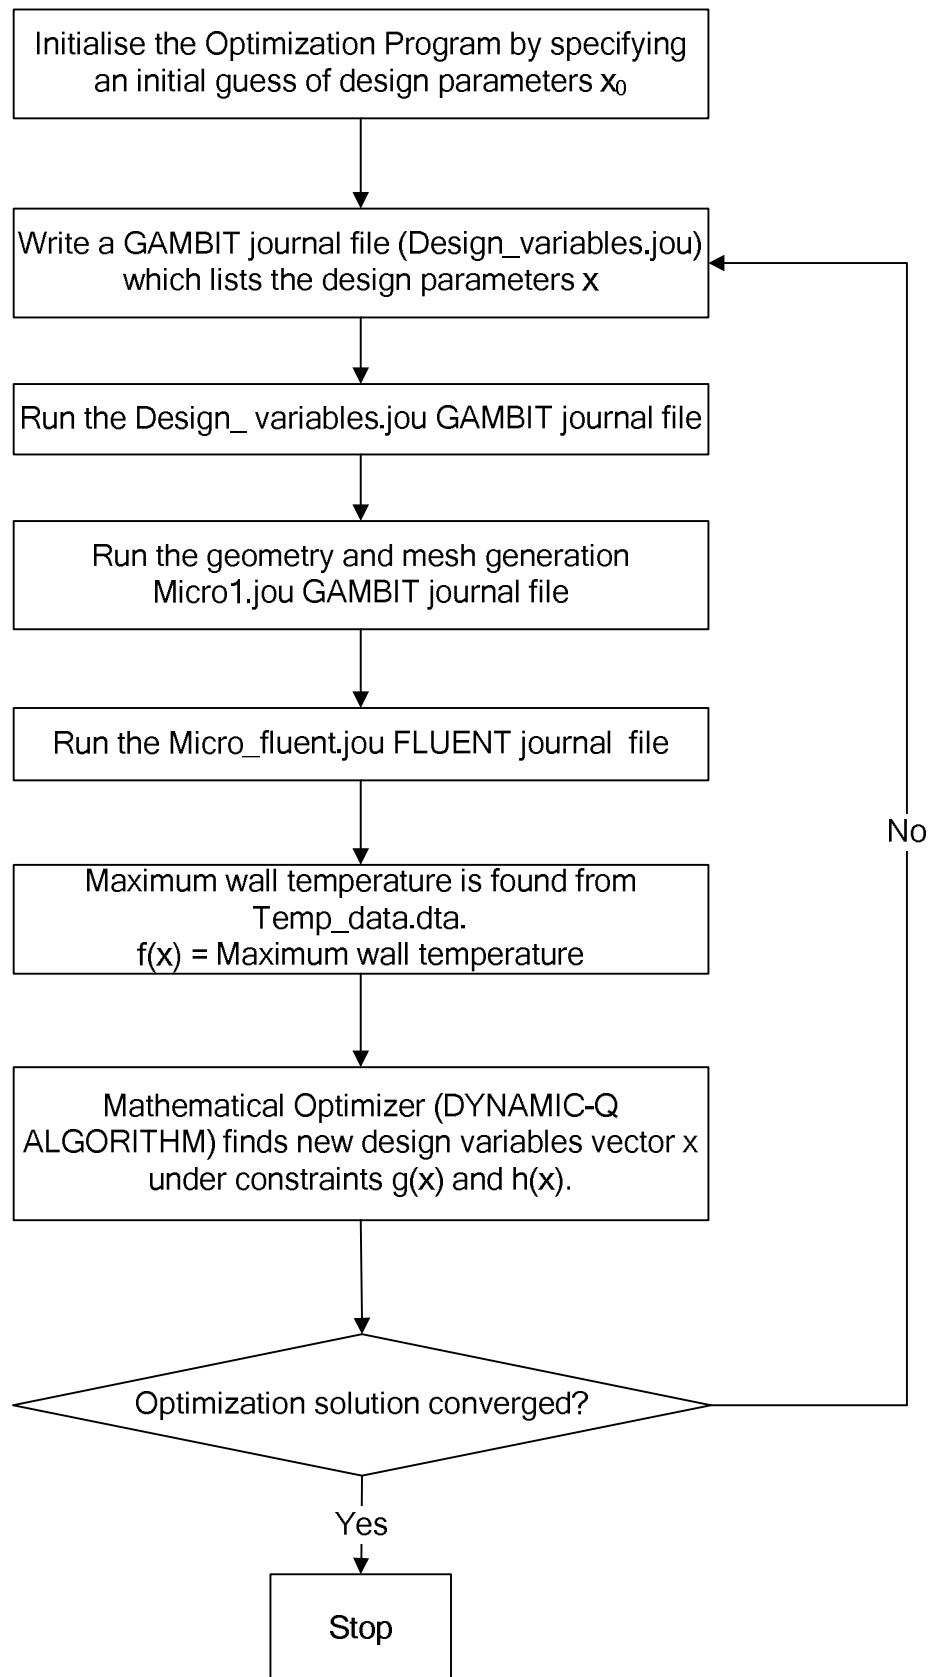 Initialise the Optimization Program by specifying
an initial guess of design parameters x₀
Write a GAMBIT journal file (Design_variables.jou)
which lists the design parameters x
Run the Design_ variables.jou GAMBIT journal file
Run the geometry and mesh generation
Micro1.jou GAMBIT journal file
Run the Micro_fluent.jou FLUENT journal  file
No
Maximum wall temperature is found from
Temp_data.dta.
f(x) = Maximum wall temperature
Mathematical Optimizer (DYNAMIC-Q
ALGORITHM) finds new design variables vector x
under constraints g(x) and h(x).
Optimization solution converged?
Yes
Stop